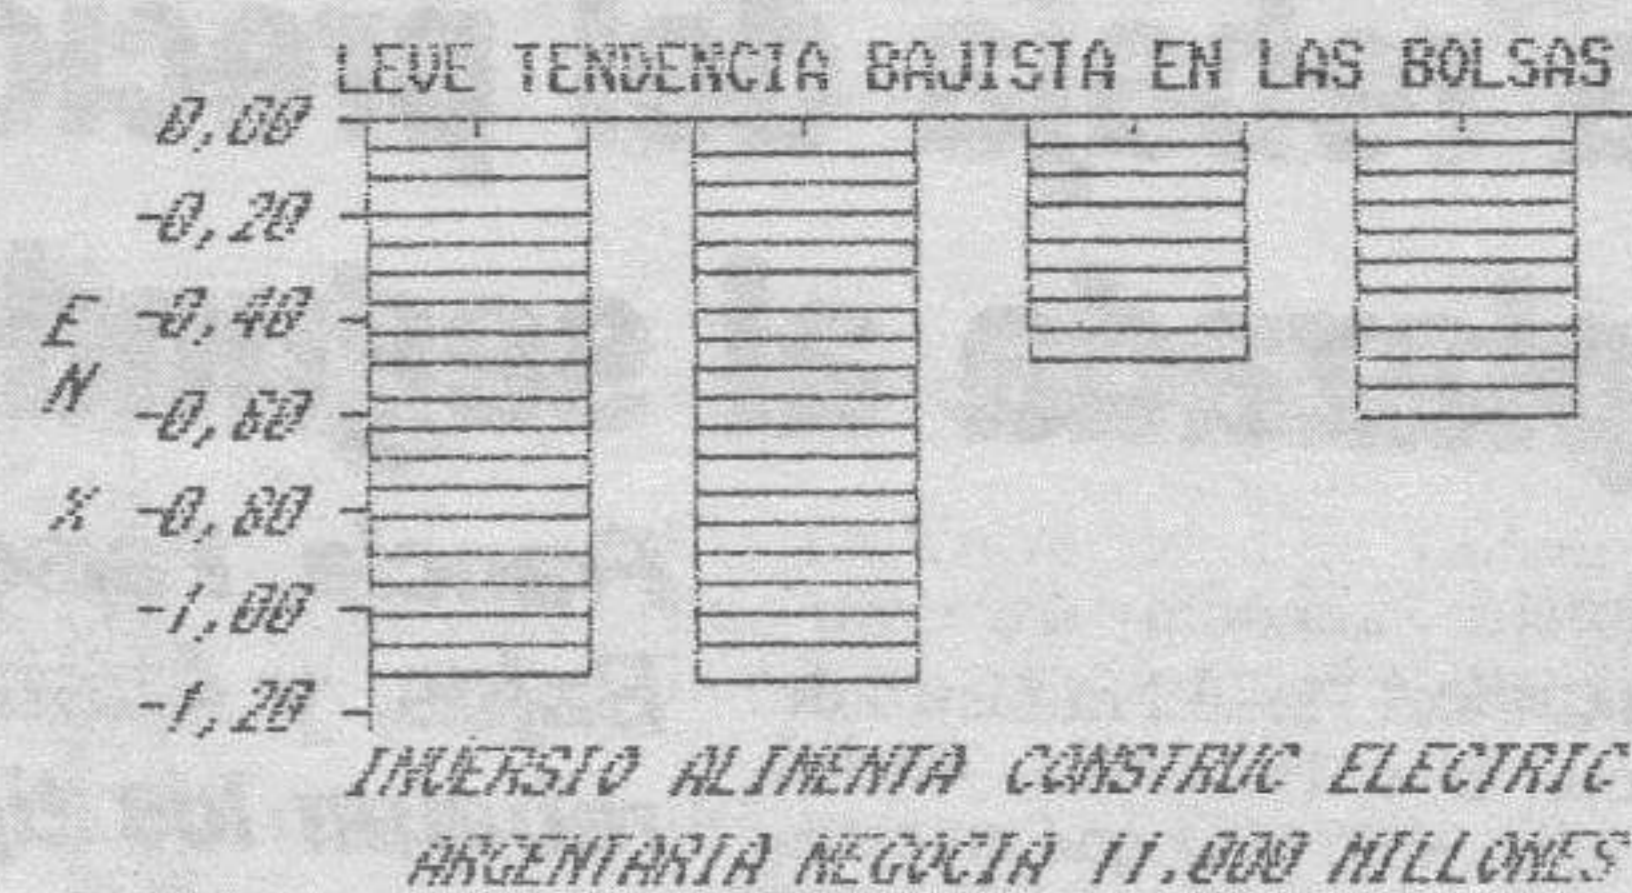 LEVE TENDENCIA BAJISTA EN LAS BOLSAS
0,00
-0,20
-0,40
-0,60
-0,80
-1,00
-1,20
EN %
INVERSIO ALIMENTA CONSTRUC ELECTRIC
ARGENTARIA NEGOCIA 11.000 MILLONES